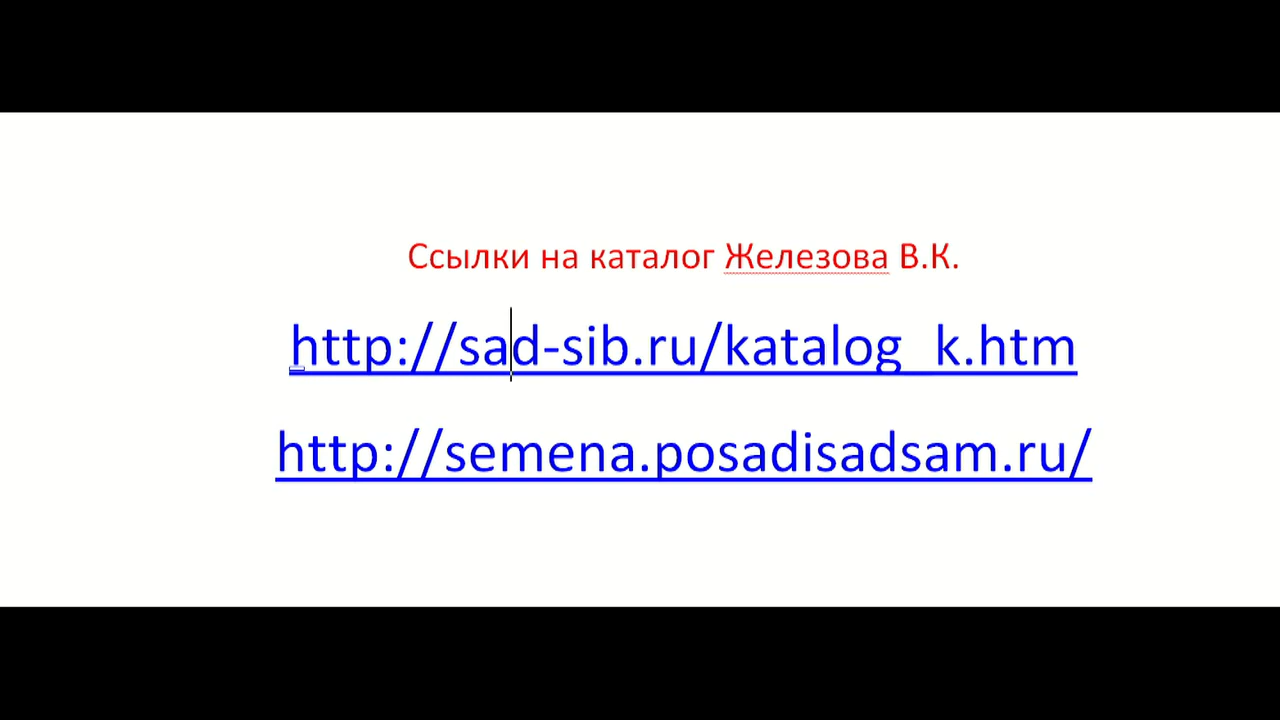 Ссылки на каталог Железова В.К.
http://sad-sib.ru/katalog_k.htm
http://semena.posadisadsam.ru/